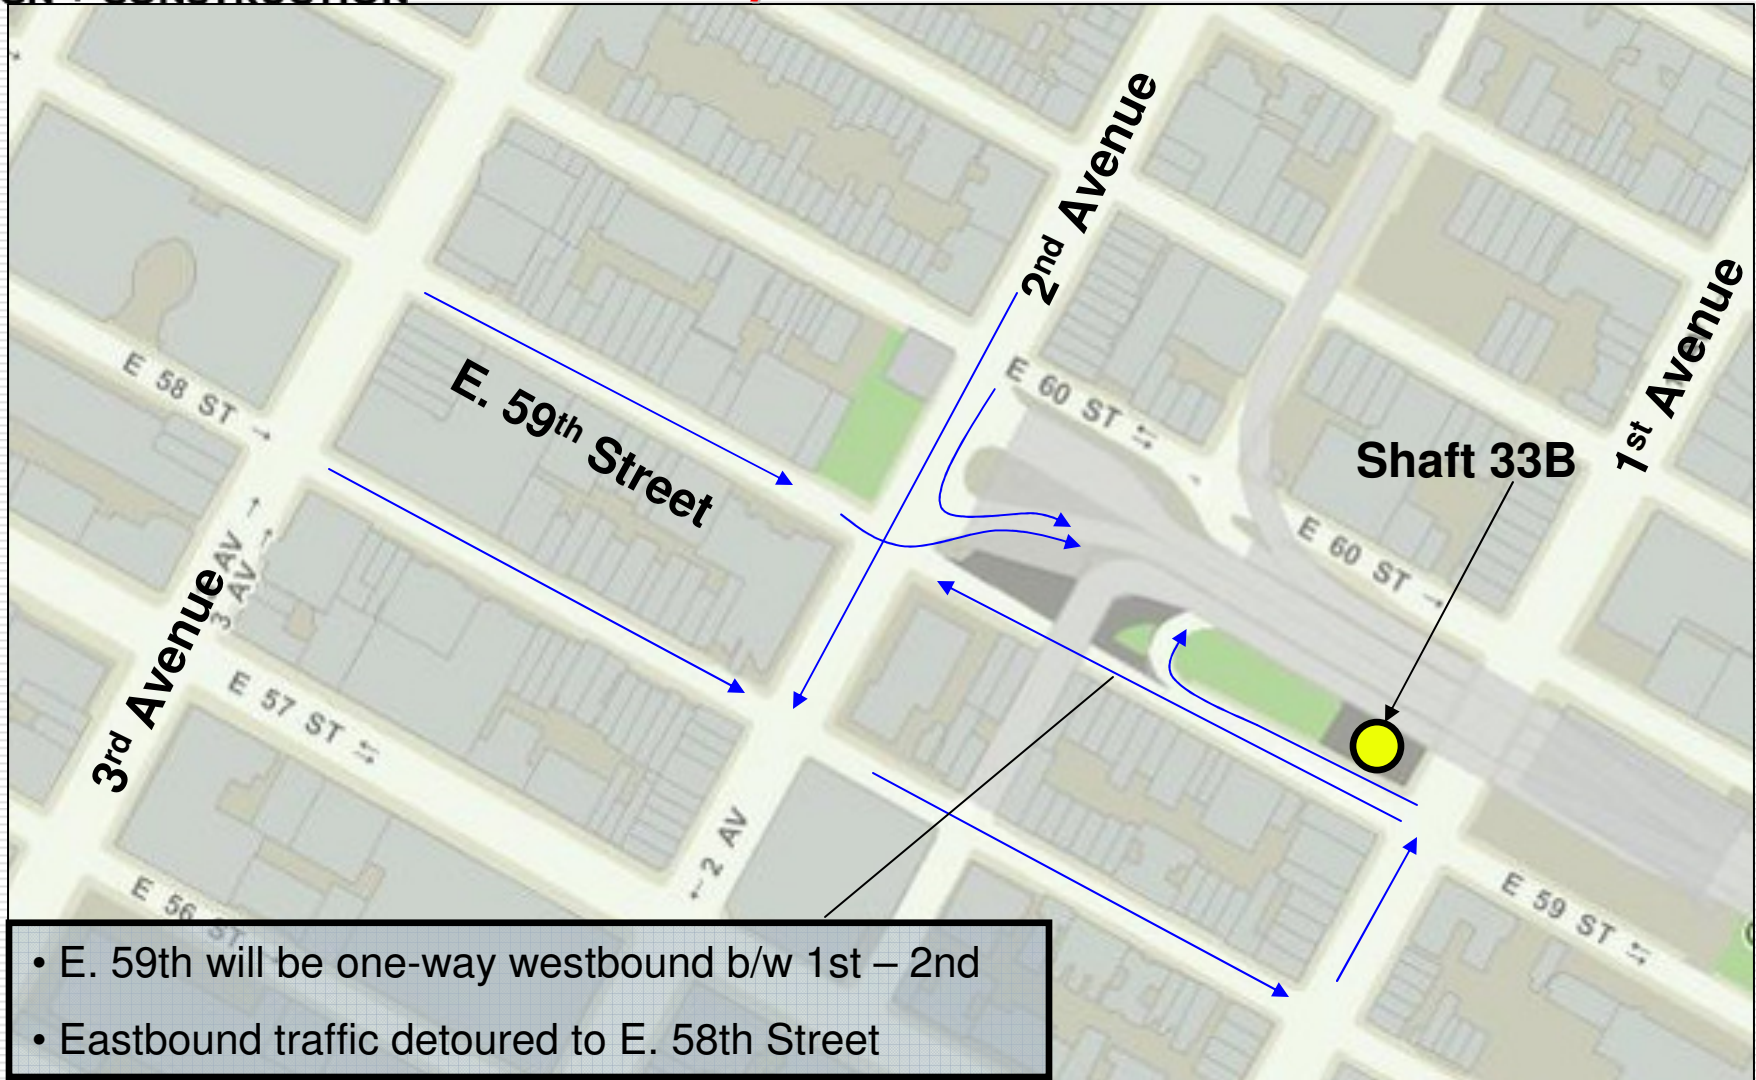 2nd Avenue
1st Avenue
E 58 ST →
E. 59th Street
E 60 ST ⇆
Shaft 33B
E 60 ST →
3 AV →
3 AV →
3rd Avenue
E 57 ST ⇆
← 2 AV
E 59 ST ⇆
E 56 ST
• E. 59th will be one-way westbound b/w 1st – 2nd
• Eastbound traffic detoured to E. 58th Street